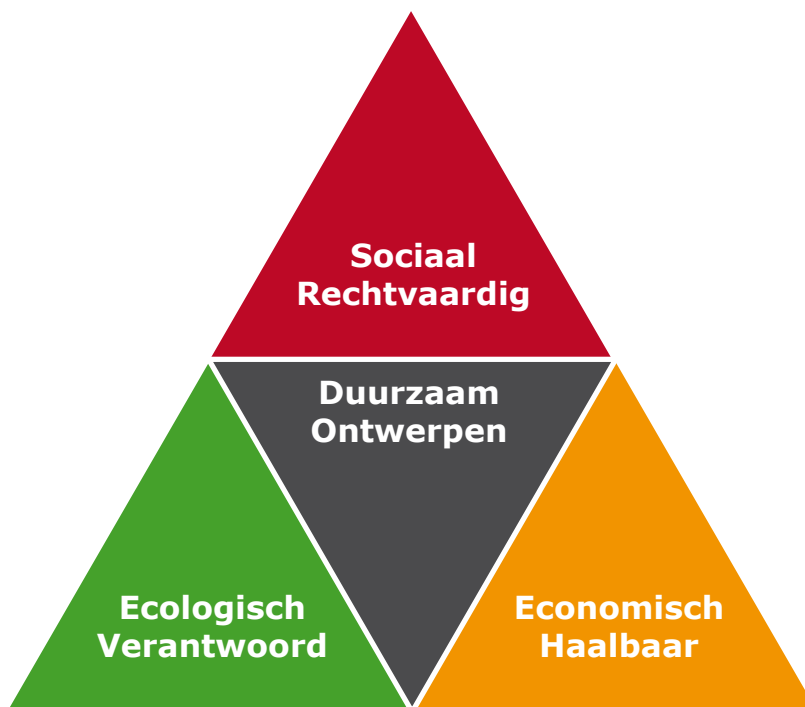 Sociaal
Rechtvaardig
Duurzaam
Ontwerpen
Ecologisch
Verantwoord
Economisch
Haalbaar